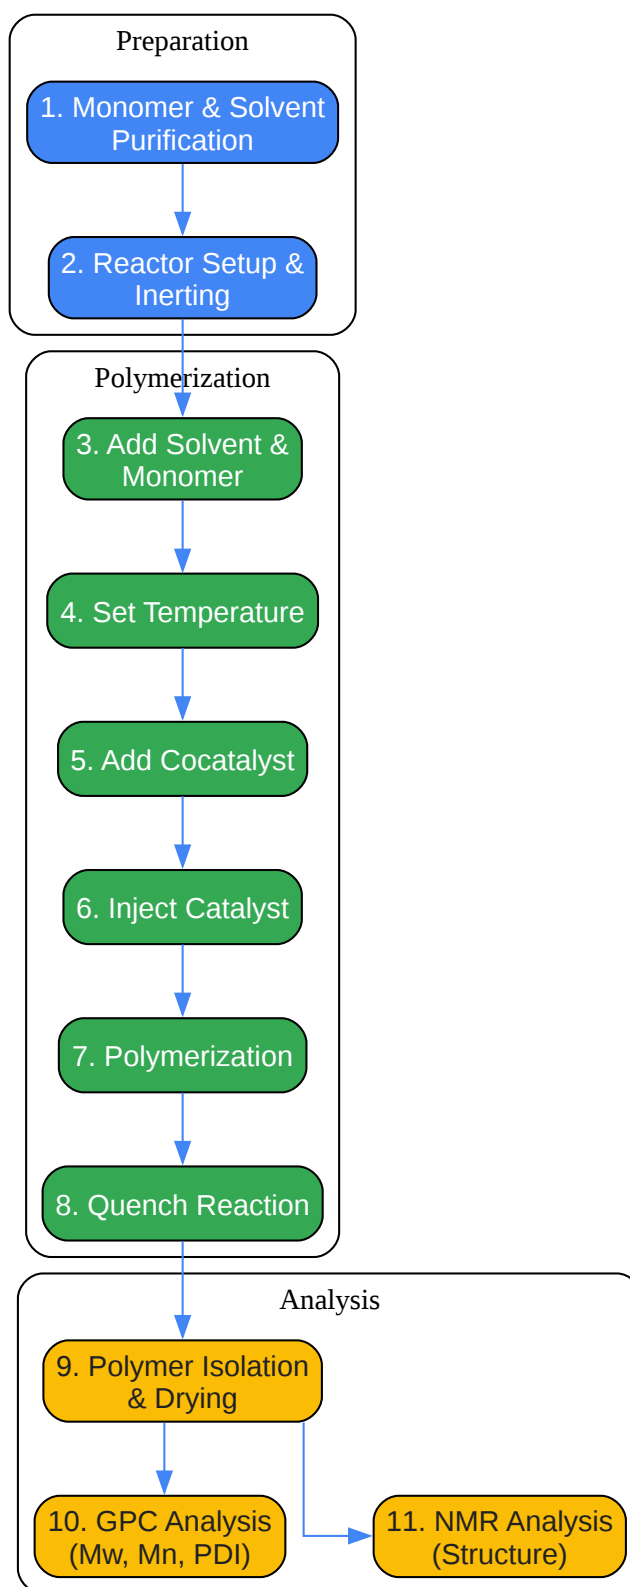 Preparation
1. Monomer & Solvent
Purification
2. Reactor Setup &
Inerting
Polymerization
3. Add Solvent &
Monomer
4. Set Temperature
5. Add Cocatalyst
6. Inject Catalyst
7. Polymerization
8. Quench Reaction
Analysis
9. Polymer Isolation
& Drying
10. GPC Analysis
(Mw, Mn, PDI)
11. NMR Analysis
(Structure)